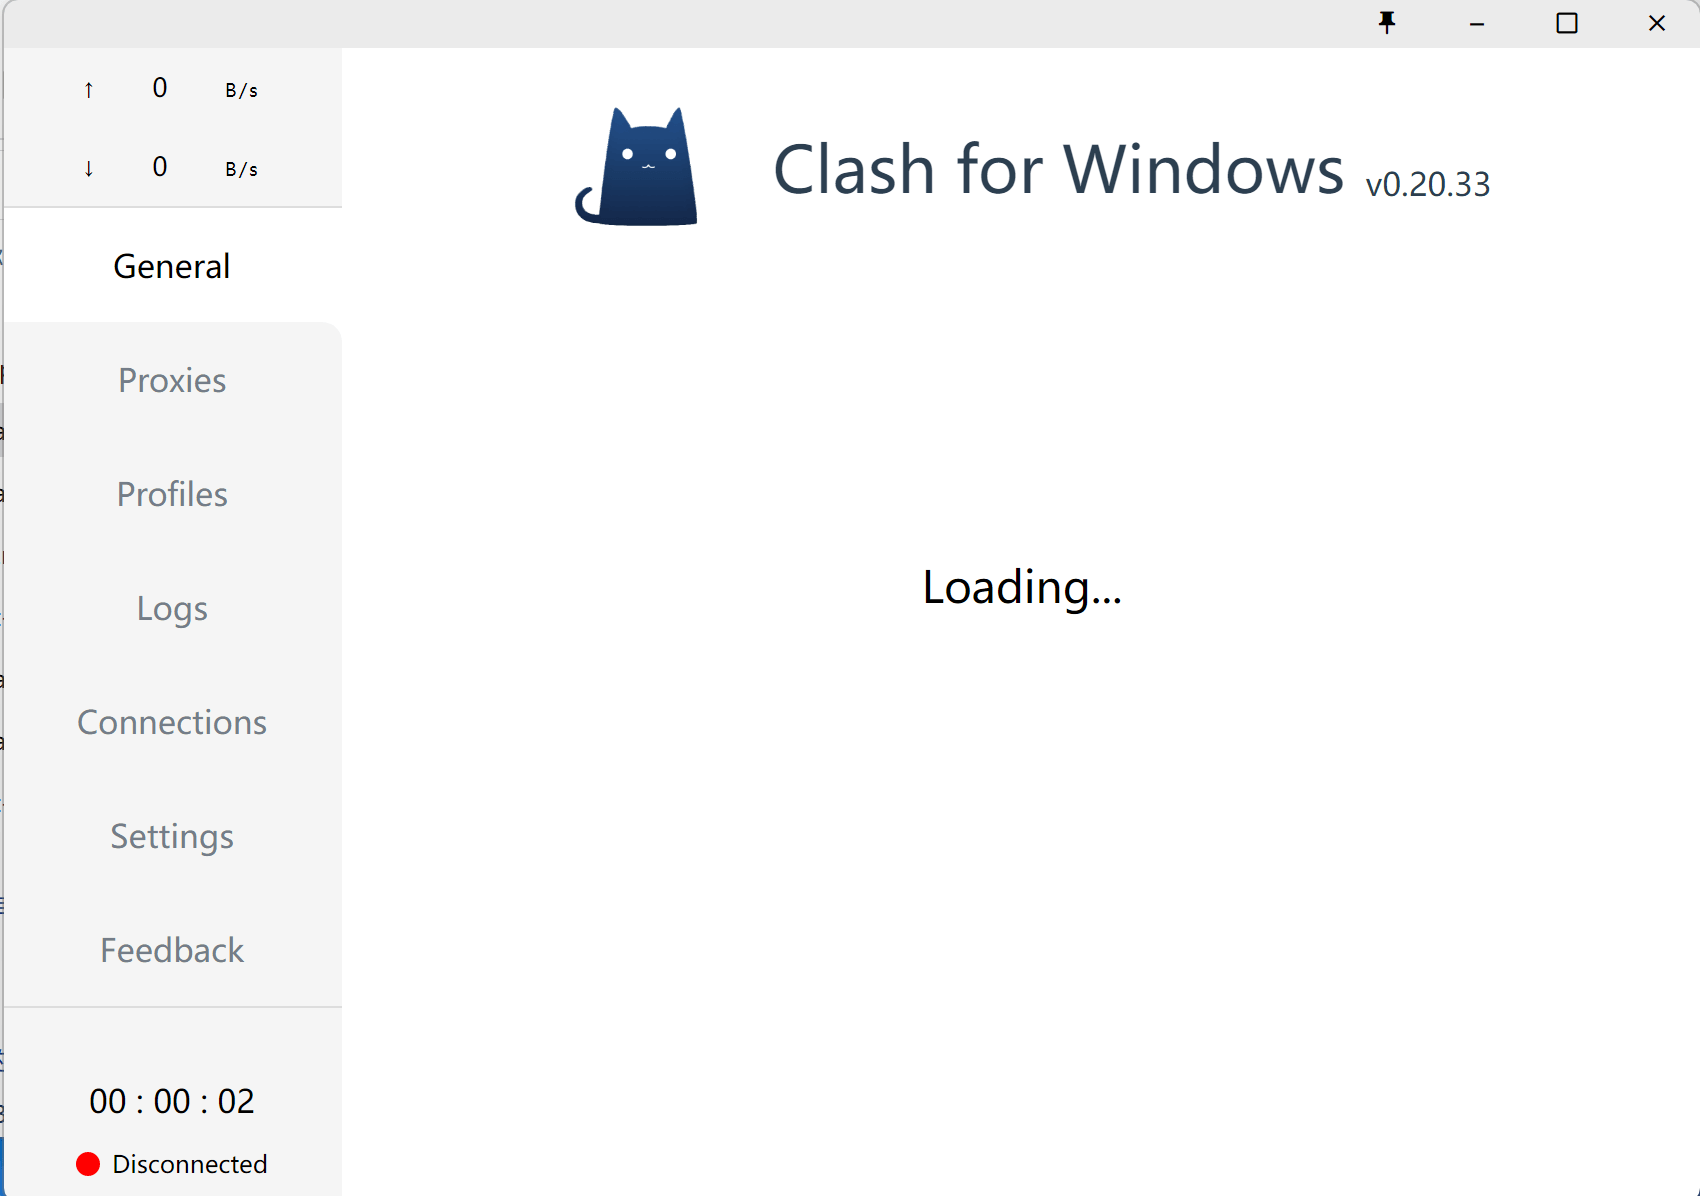 ↑ 0 B/s
↓ 0 B/s
General
Proxies
Profiles
Logs
Connections
Settings
Feedback
00 : 00 : 02
Disconnected
Clash for Windows v0.20.33
Loading...